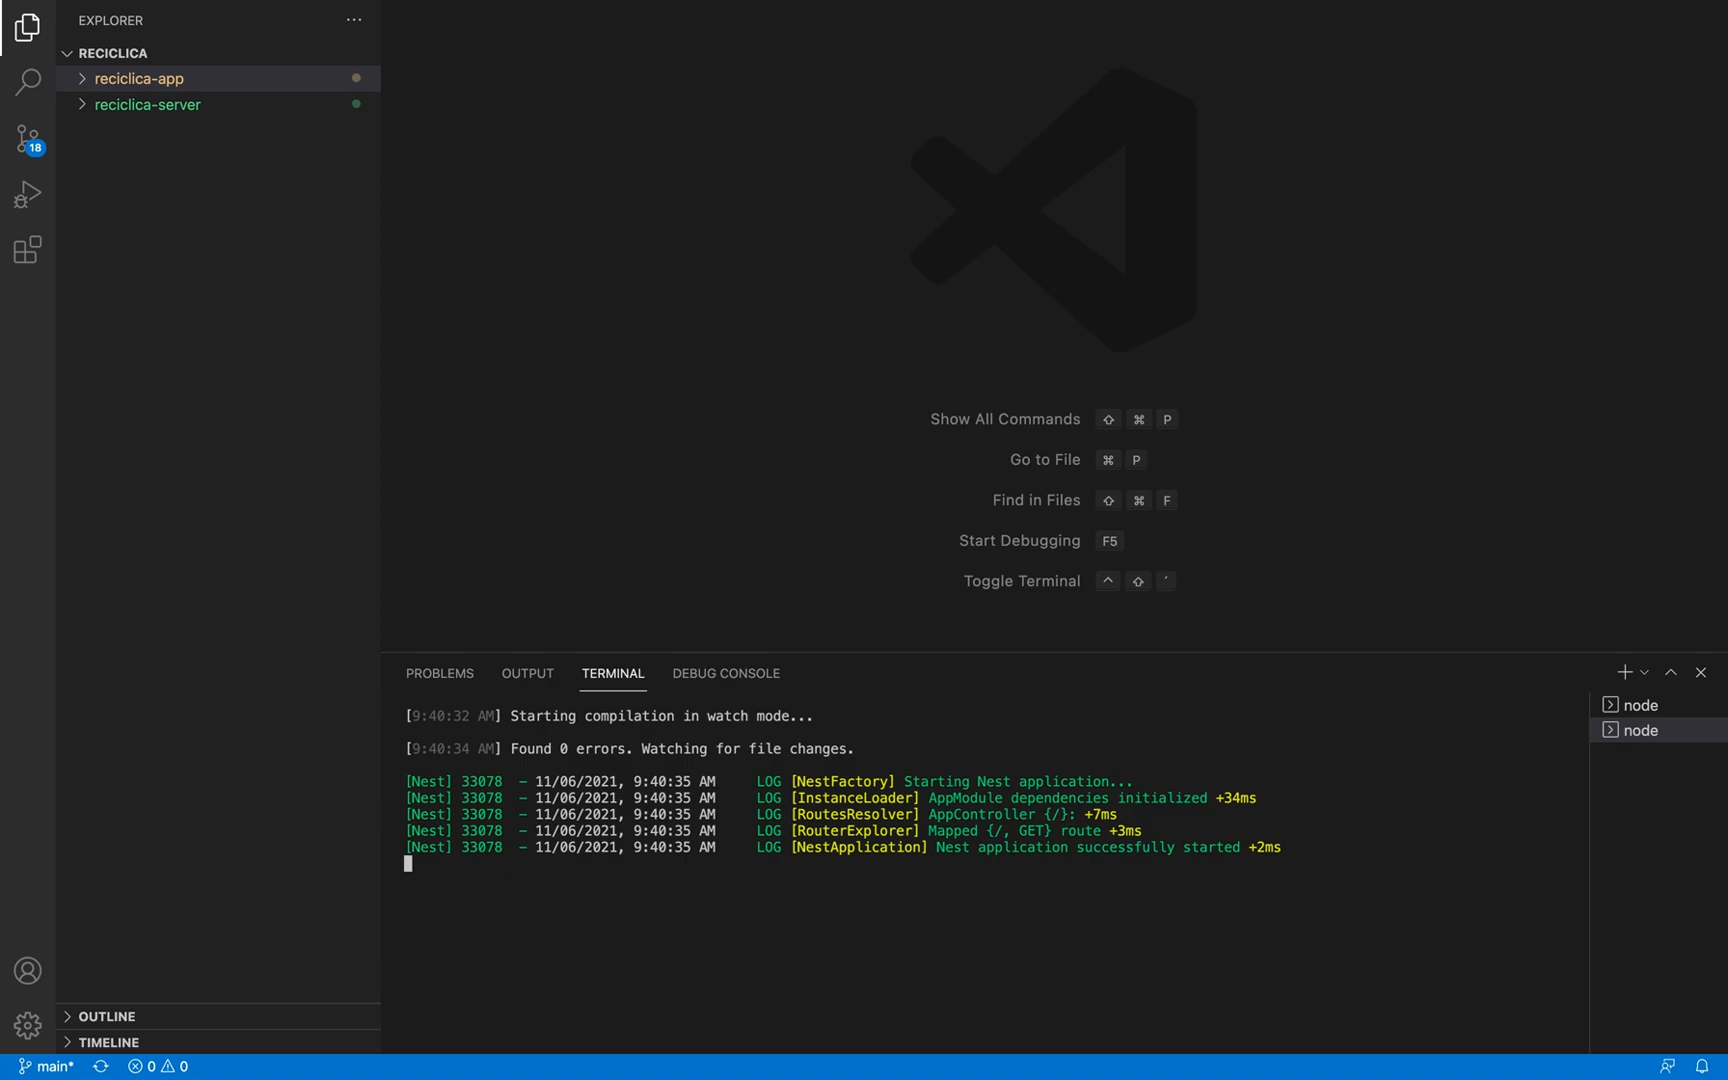 EXPLORER
RECICLICA
reciclica-app
reciclica-server
18
Show All Commands ⇧ ⌘ P
Go to File ⌘ P
Find in Files ⇧ ⌘ F
Start Debugging F5
Toggle Terminal ^ ⇧ ´
PROBLEMS OUTPUT TERMINAL DEBUG CONSOLE
[9:40:32 AM] Starting compilation in watch mode...
[9:40:34 AM] Found 0 errors. Watching for file changes.
[Nest] 33078 - 11/06/2021, 9:40:35 AM LOG [NestFactory] Starting Nest application...
[Nest] 33078 - 11/06/2021, 9:40:35 AM LOG [InstanceLoader] AppModule dependencies initialized +34ms
[Nest] 33078 - 11/06/2021, 9:40:35 AM LOG [RoutesResolver] AppController {/}: +7ms
[Nest] 33078 - 11/06/2021, 9:40:35 AM LOG [RouterExplorer] Mapped {/, GET} route +3ms
[Nest] 33078 - 11/06/2021, 9:40:35 AM LOG [NestApplication] Nest application successfully started +2ms
node
node
OUTLINE
TIMELINE
main* 0 0